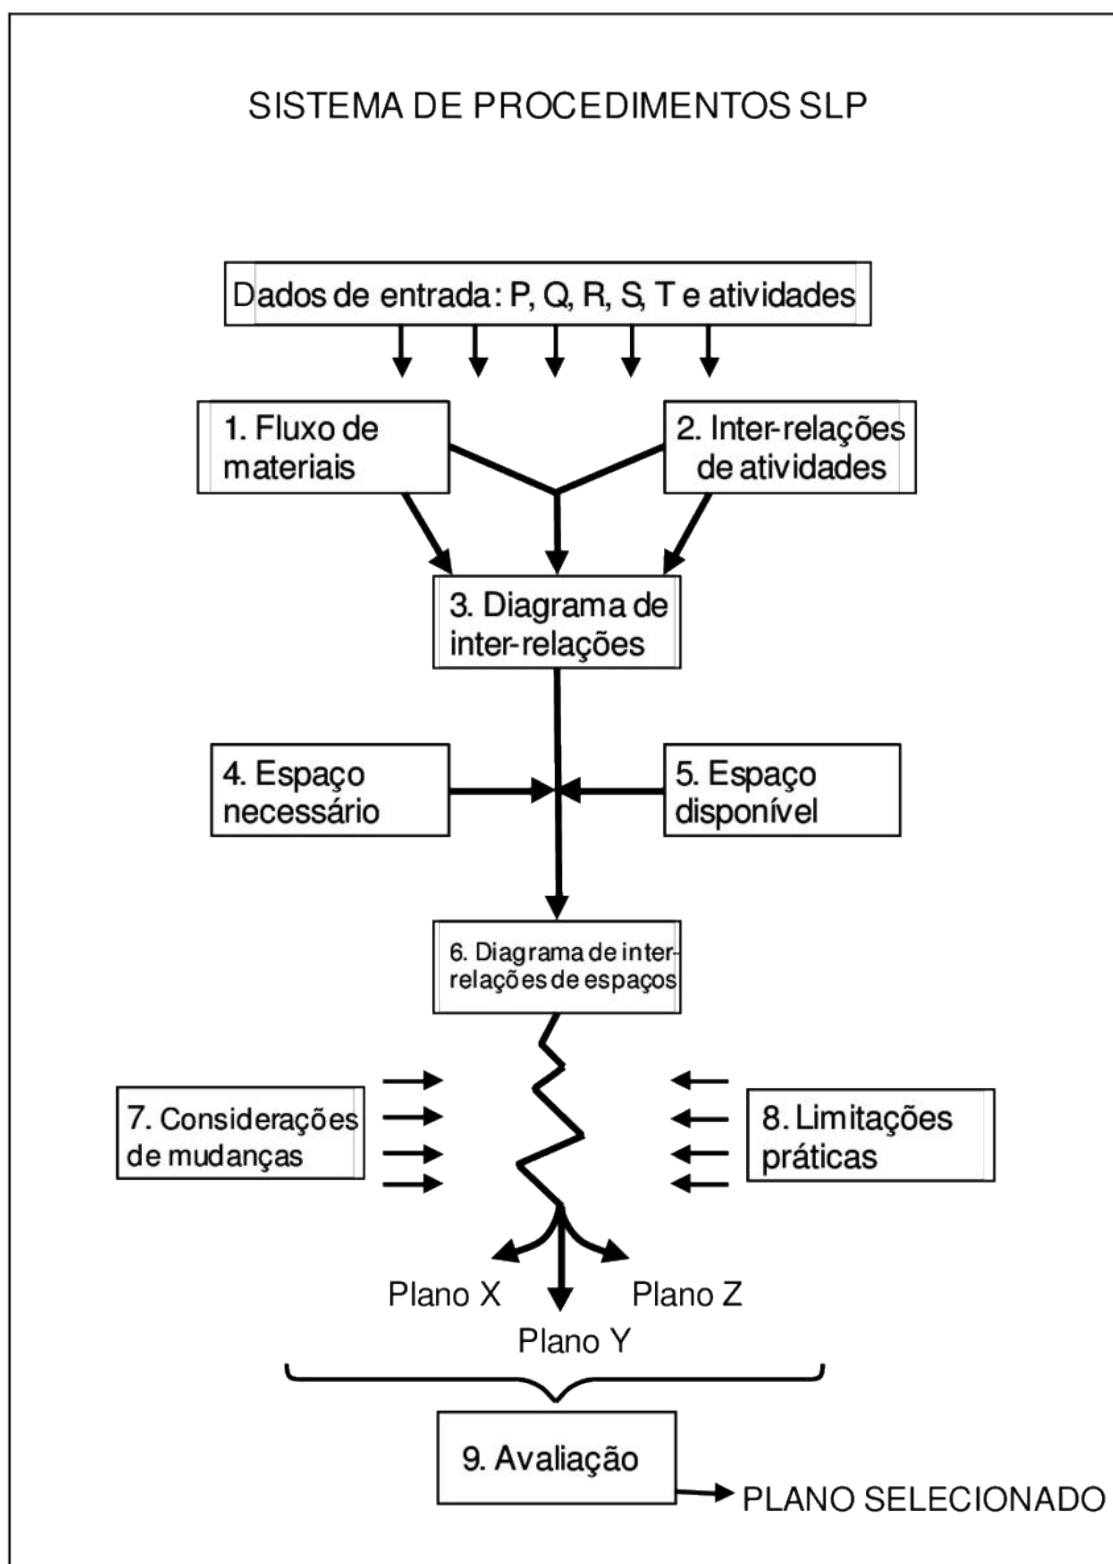 SISTEMA DE PROCEDIMENTOS SLP
Dados de entrada: P, Q, R, S, T e atividades
1. Fluxo de
materiais
2. Inter-relações
de atividades
3. Diagrama de
inter-relações
4. Espaço
necessário
5. Espaço
disponível
6. Diagrama de inter-
relações de espaços
7. Considerações
de mudanças
8. Limitações
práticas
Plano X
Plano Z
Plano Y
9. Avaliação
PLANO SELECIONADO